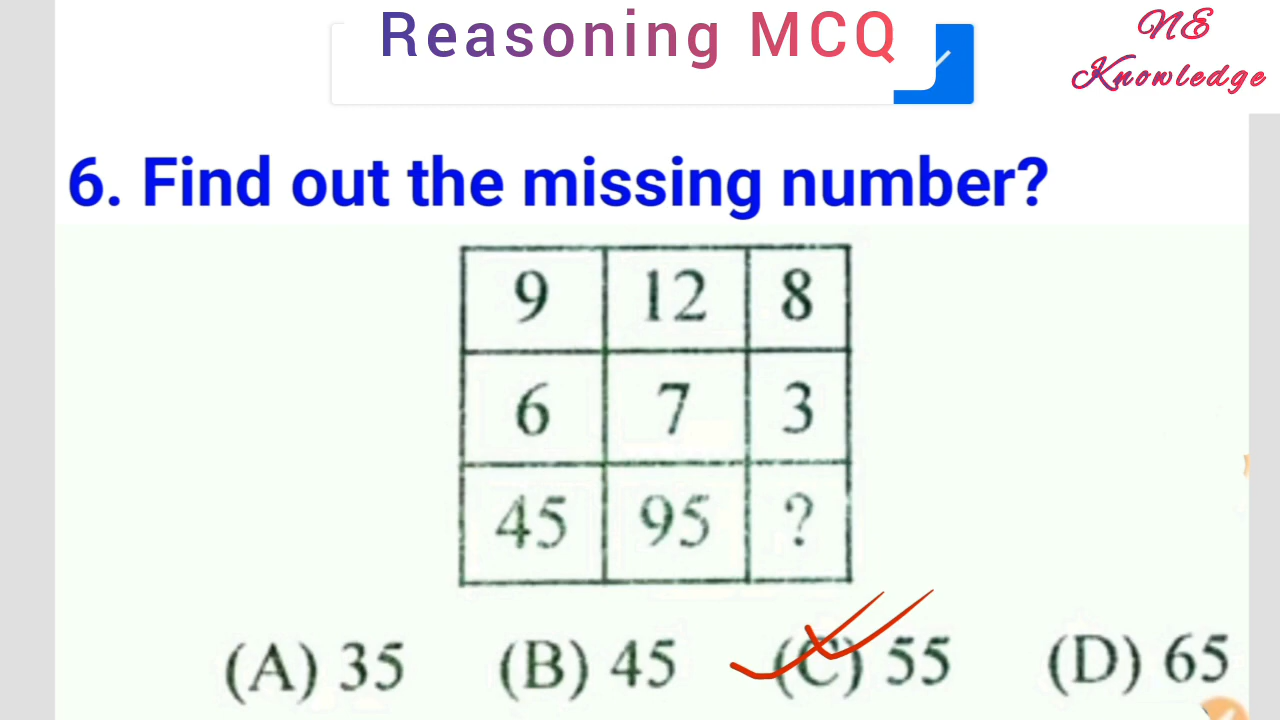 Reasoning MCQ
NE
Knowledge
6. Find out the missing number?
9 12 8
6 7 3
45 95 ?
(A) 35 (B) 45 (C) 55 (D) 65